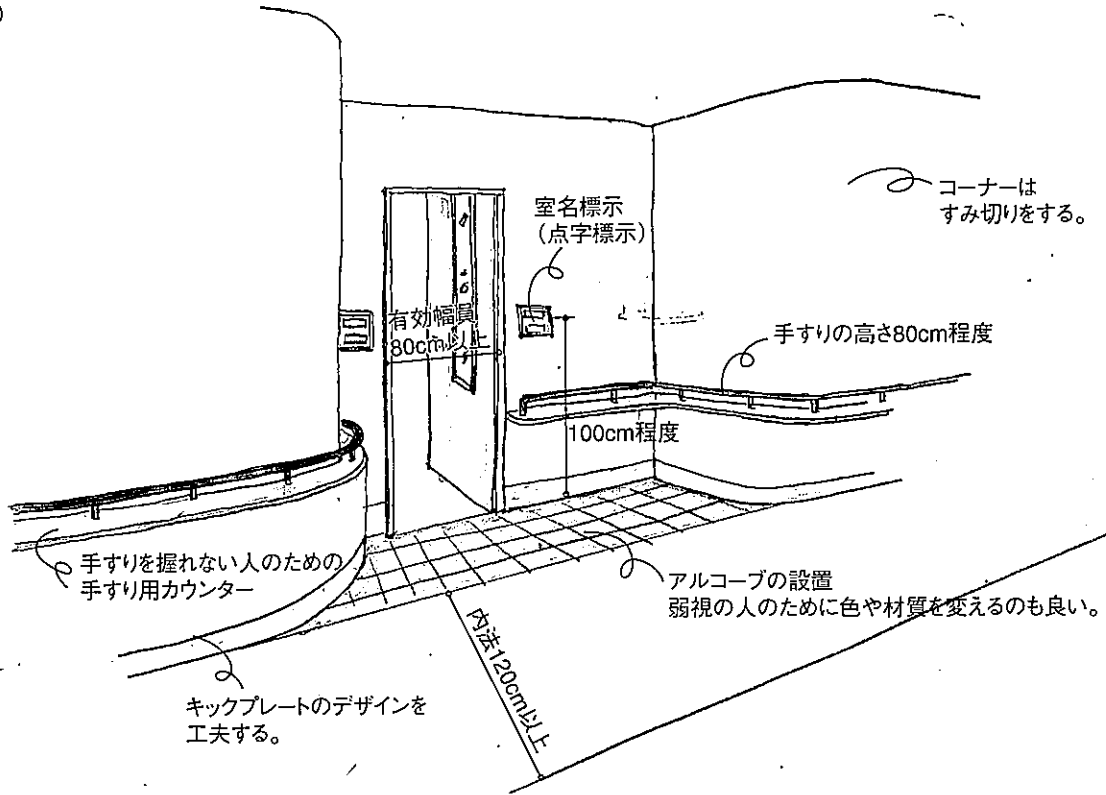 室名標示
(点字標示)
コーナーは
すみ切りをする。
有効幅員
80cm以上
手すりの高さ80cm程度
100cm程度
手すりを握れない人のための
手すり用カウンター
アルコーブの設置
弱視の人のために色や材質を変えるのも良い。
内法120cm以上
キックプレートのデザインを
工夫する。